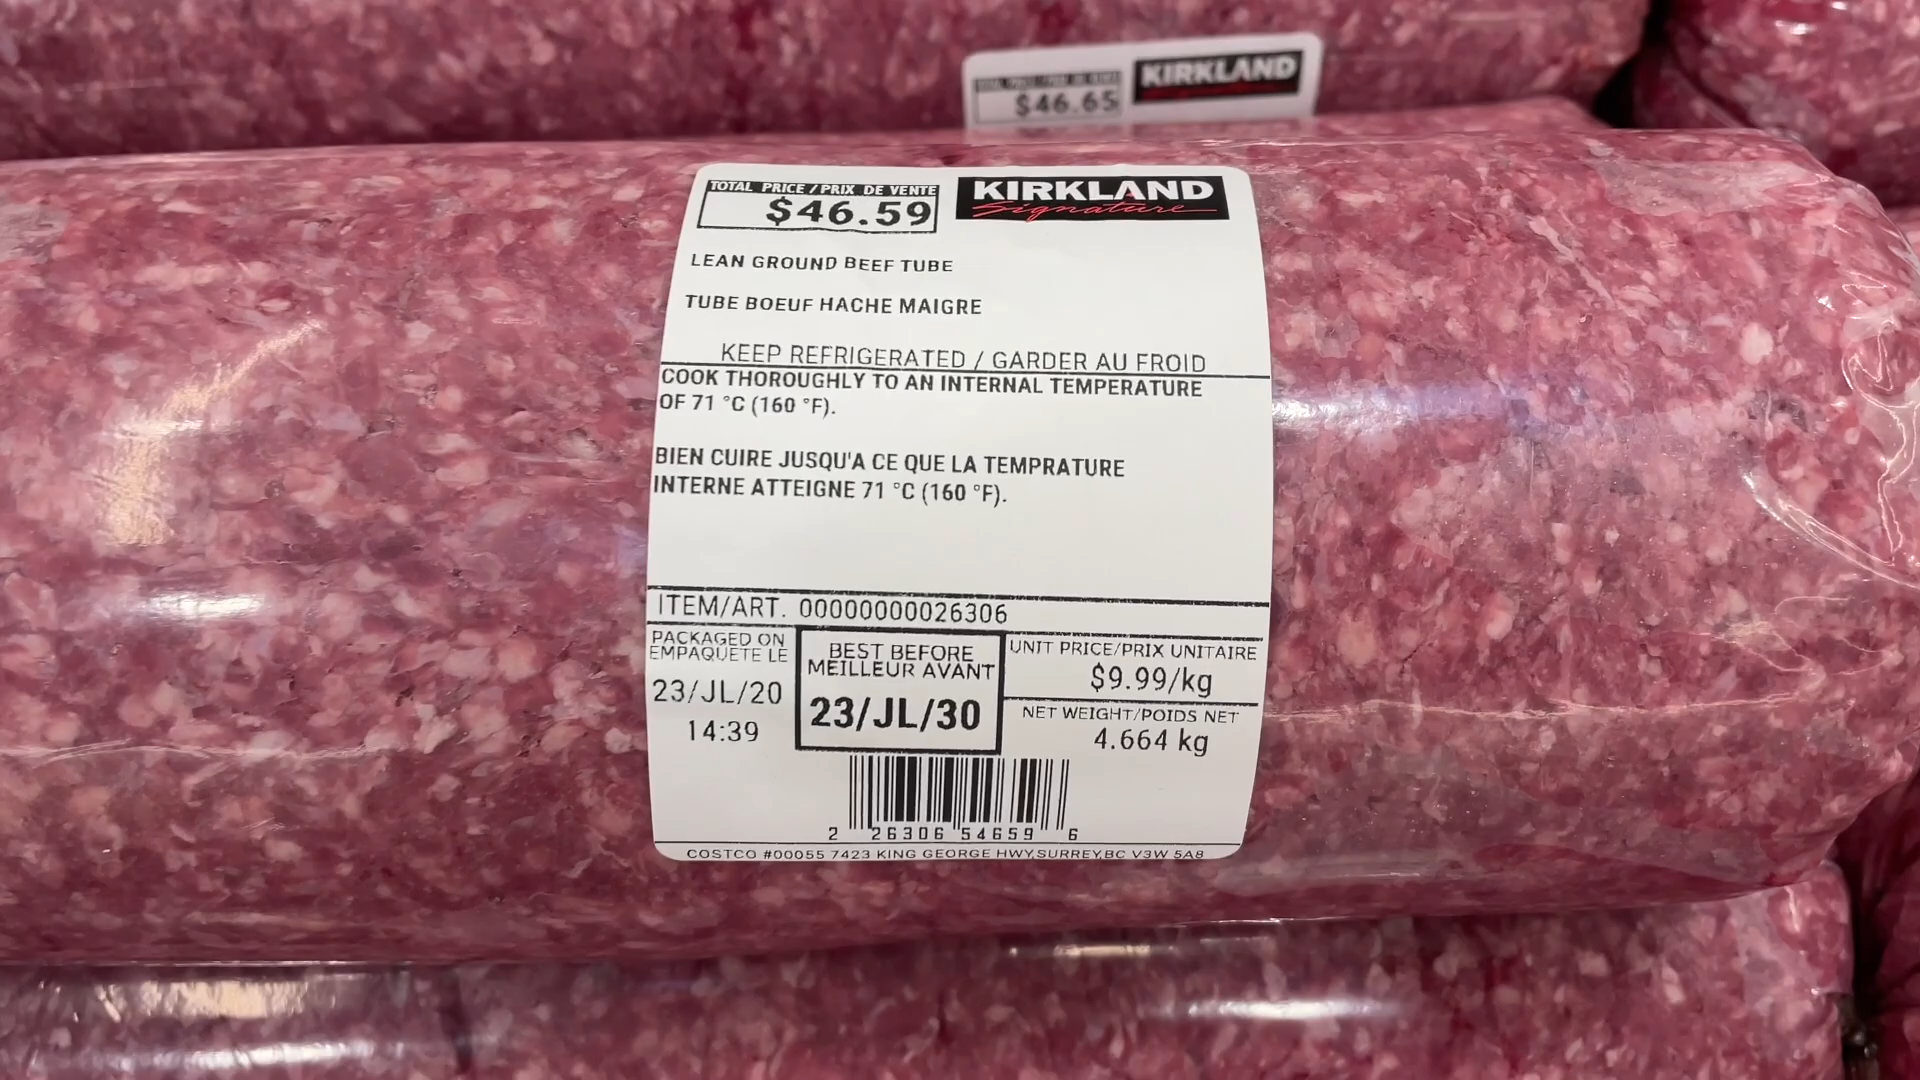 KIRKLAND
$46.65
TOTAL PRICE / PRIX DE VENTE
$46.59
KIRKLAND
Signature
LEAN GROUND BEEF TUBE
TUBE BOEUF HACHE MAIGRE
KEEP REFRIGERATED / GARDER AU FROID
COOK THOROUGHLY TO AN INTERNAL TEMPERATURE
OF 71 °C (160 °F).
BIEN CUIRE JUSQU'A CE QUE LA TEMPRATURE
INTERNE ATTEIGNE 71 °C (160 °F).
ITEM/ART. 00000000026306
PACKAGED ON
EMPAQUETE LE
23/JL/20
14:39
BEST BEFORE
MEILLEUR AVANT
23/JL/30
UNIT PRICE/PRIX UNITAIRE
$9.99/kg
NET WEIGHT/POIDS NET
4.664 kg
2 26306 54659 6
COSTCO #00055 7423 KING GEORGE HWY,SURREY,BC V3W 5A8